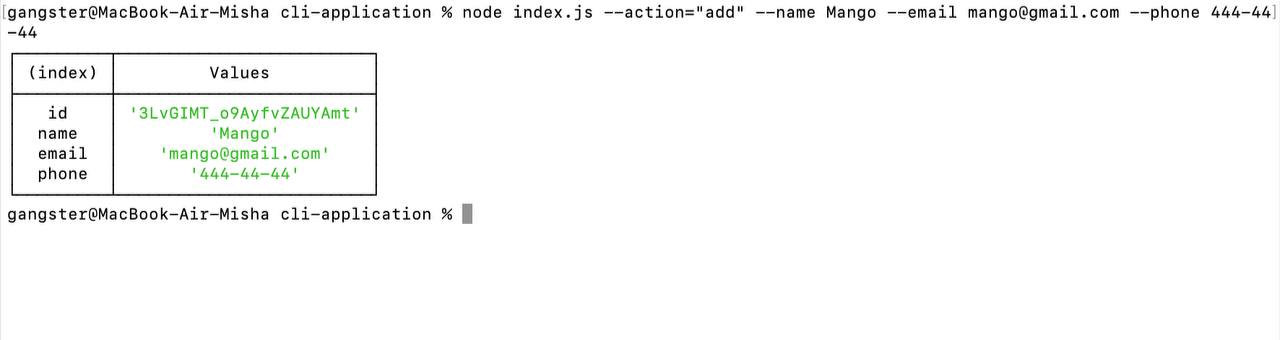 [gangster@MacBook-Air-Misha cli-application % node index.js --action="add" --name Mango --email mango@gmail.com --phone 444-44]
-44
(index) Values
id '3LvGIMT_o9AyfvZAUYAmt'
name 'Mango'
email 'mango@gmail.com'
phone '444-44-44'
gangster@MacBook-Air-Misha cli-application %